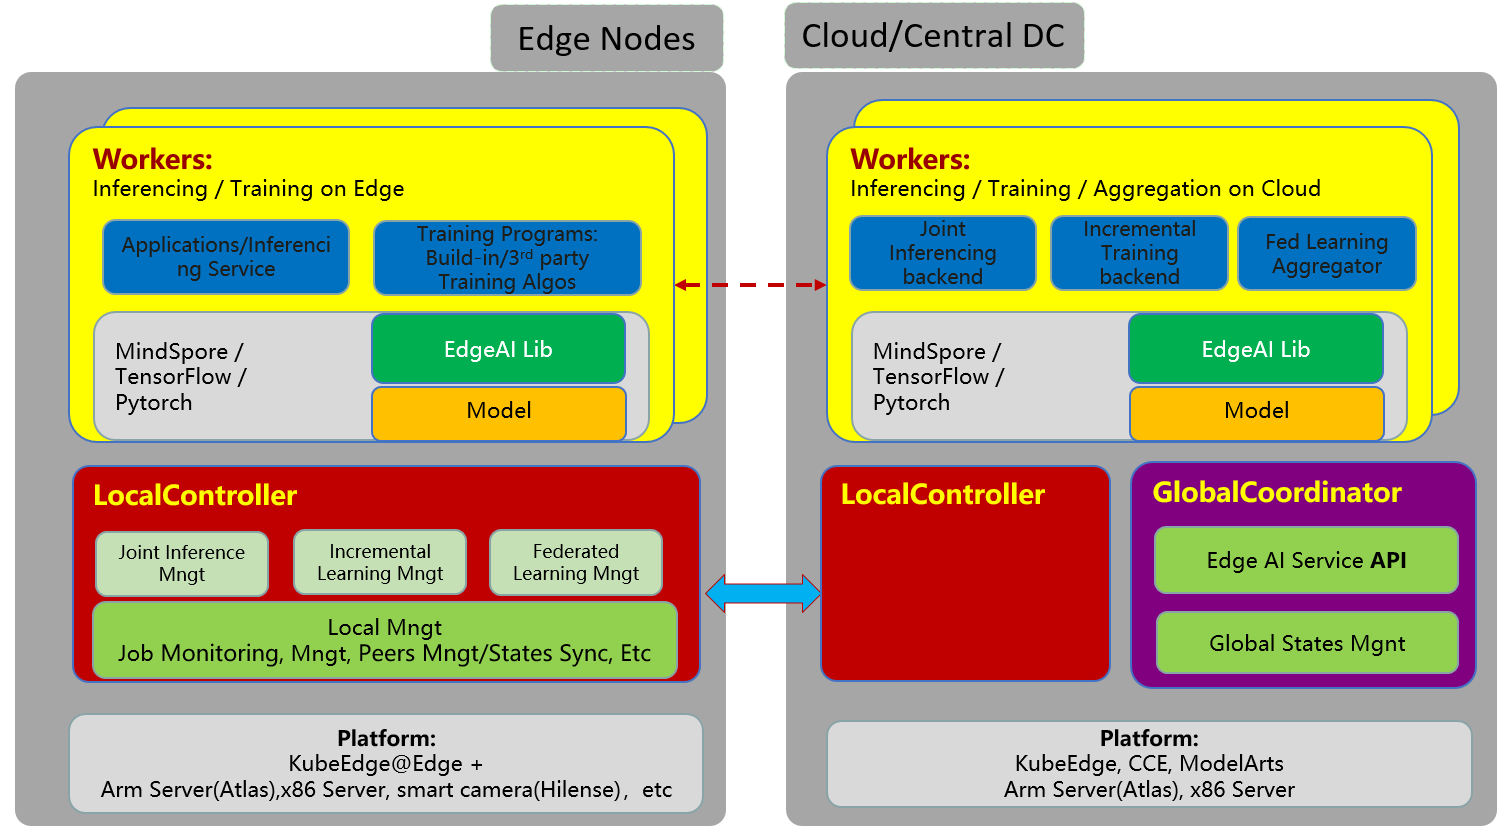 Edge Nodes
Workers:
Inferencing / Training on Edge
Applications/Inferenci
ng Service
Training Programs:
Build-in/3rd party
Training Algos
MindSpore /
TensorFlow /
Pytorch
EdgeAI Lib
Model
LocalController
Joint Inference
Mngt
Incremental
Learning Mngt
Federated
Learning Mngt
Local Mngt
Job Monitoring, Mngt, Peers Mngt/States Sync, Etc
Platform:
KubeEdge@Edge +
Arm Server(Atlas),x86 Server, smart camera(Hilense)，etc
Cloud/Central DC
Workers:
Inferencing / Training / Aggregation on Cloud
Joint
Inferencing
backend
Incremental
Training
backend
Fed Learning
Aggregator
MindSpore /
TensorFlow /
Pytorch
EdgeAI Lib
Model
LocalController
GlobalCoordinator
Edge AI Service API
Global States Mgnt
Platform:
KubeEdge, CCE, ModelArts
Arm Server(Atlas), x86 Server